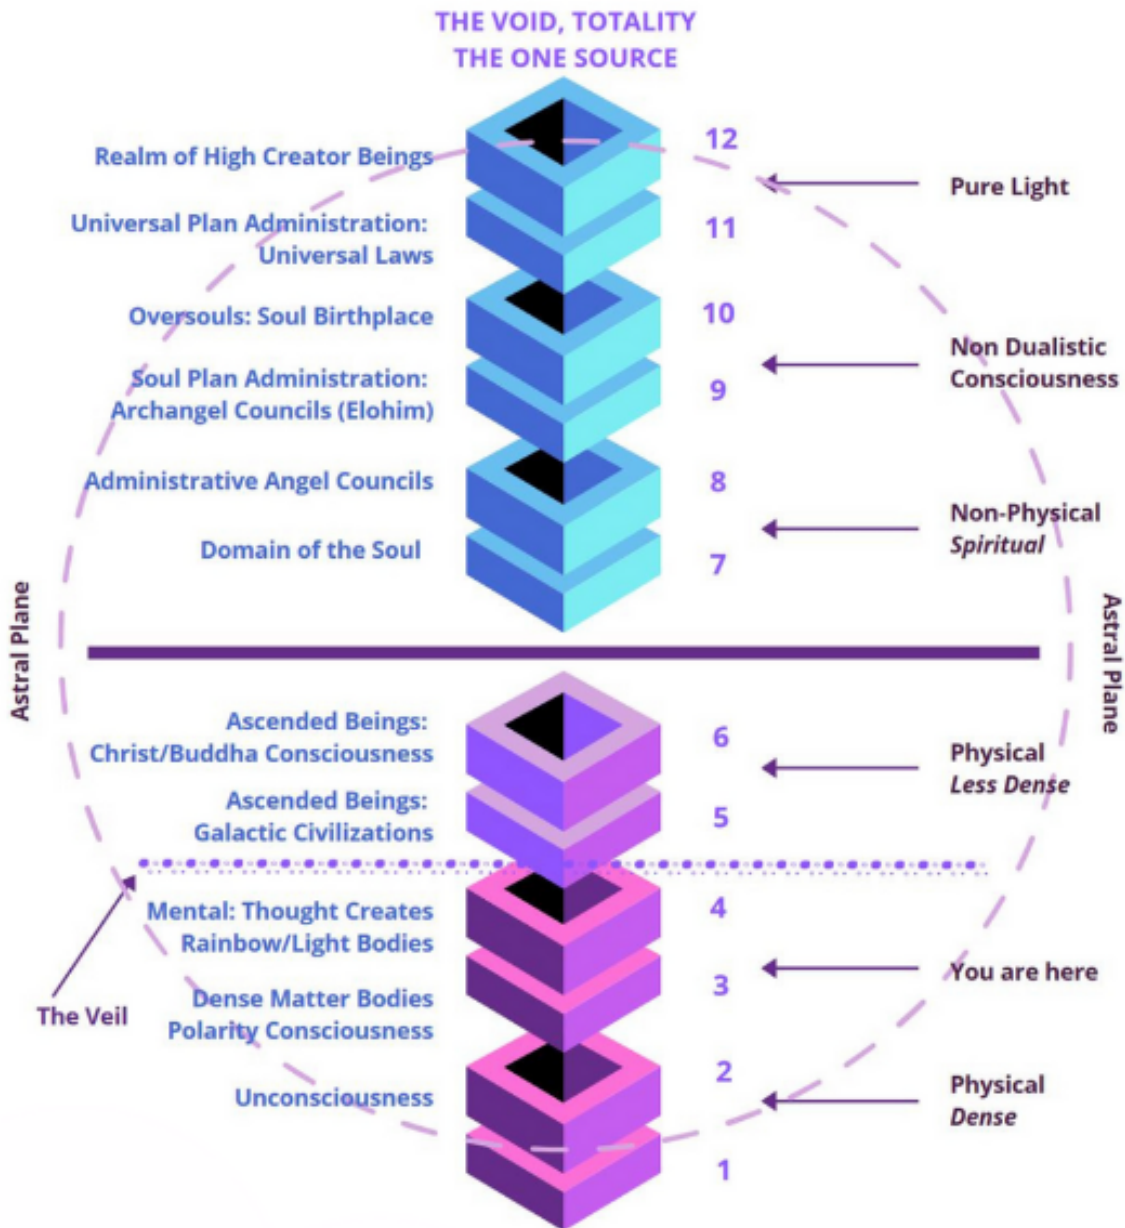 THE VOID, TOTALITY
THE ONE SOURCE
Realm of High Creator Beings
12
Pure Light
Universal Plan Administration:
Universal Laws
11
Oversouls: Soul Birthplace
10
Non Dualistic
Consciousness
Soul Plan Administration:
Archangel Councils (Elohim)
9
Administrative Angel Councils
8
Non-Physical
Spiritual
Domain of the Soul
7
Astral Plane
Astral Plane
Ascended Beings:
Christ/Buddha Consciousness
6
Physical
Less Dense
Ascended Beings:
Galactic Civilizations
5
Mental: Thought Creates
Rainbow/Light Bodies
4
You are here
The Veil
Dense Matter Bodies
Polarity Consciousness
3
Unconsciousness
2
Physical
Dense
1